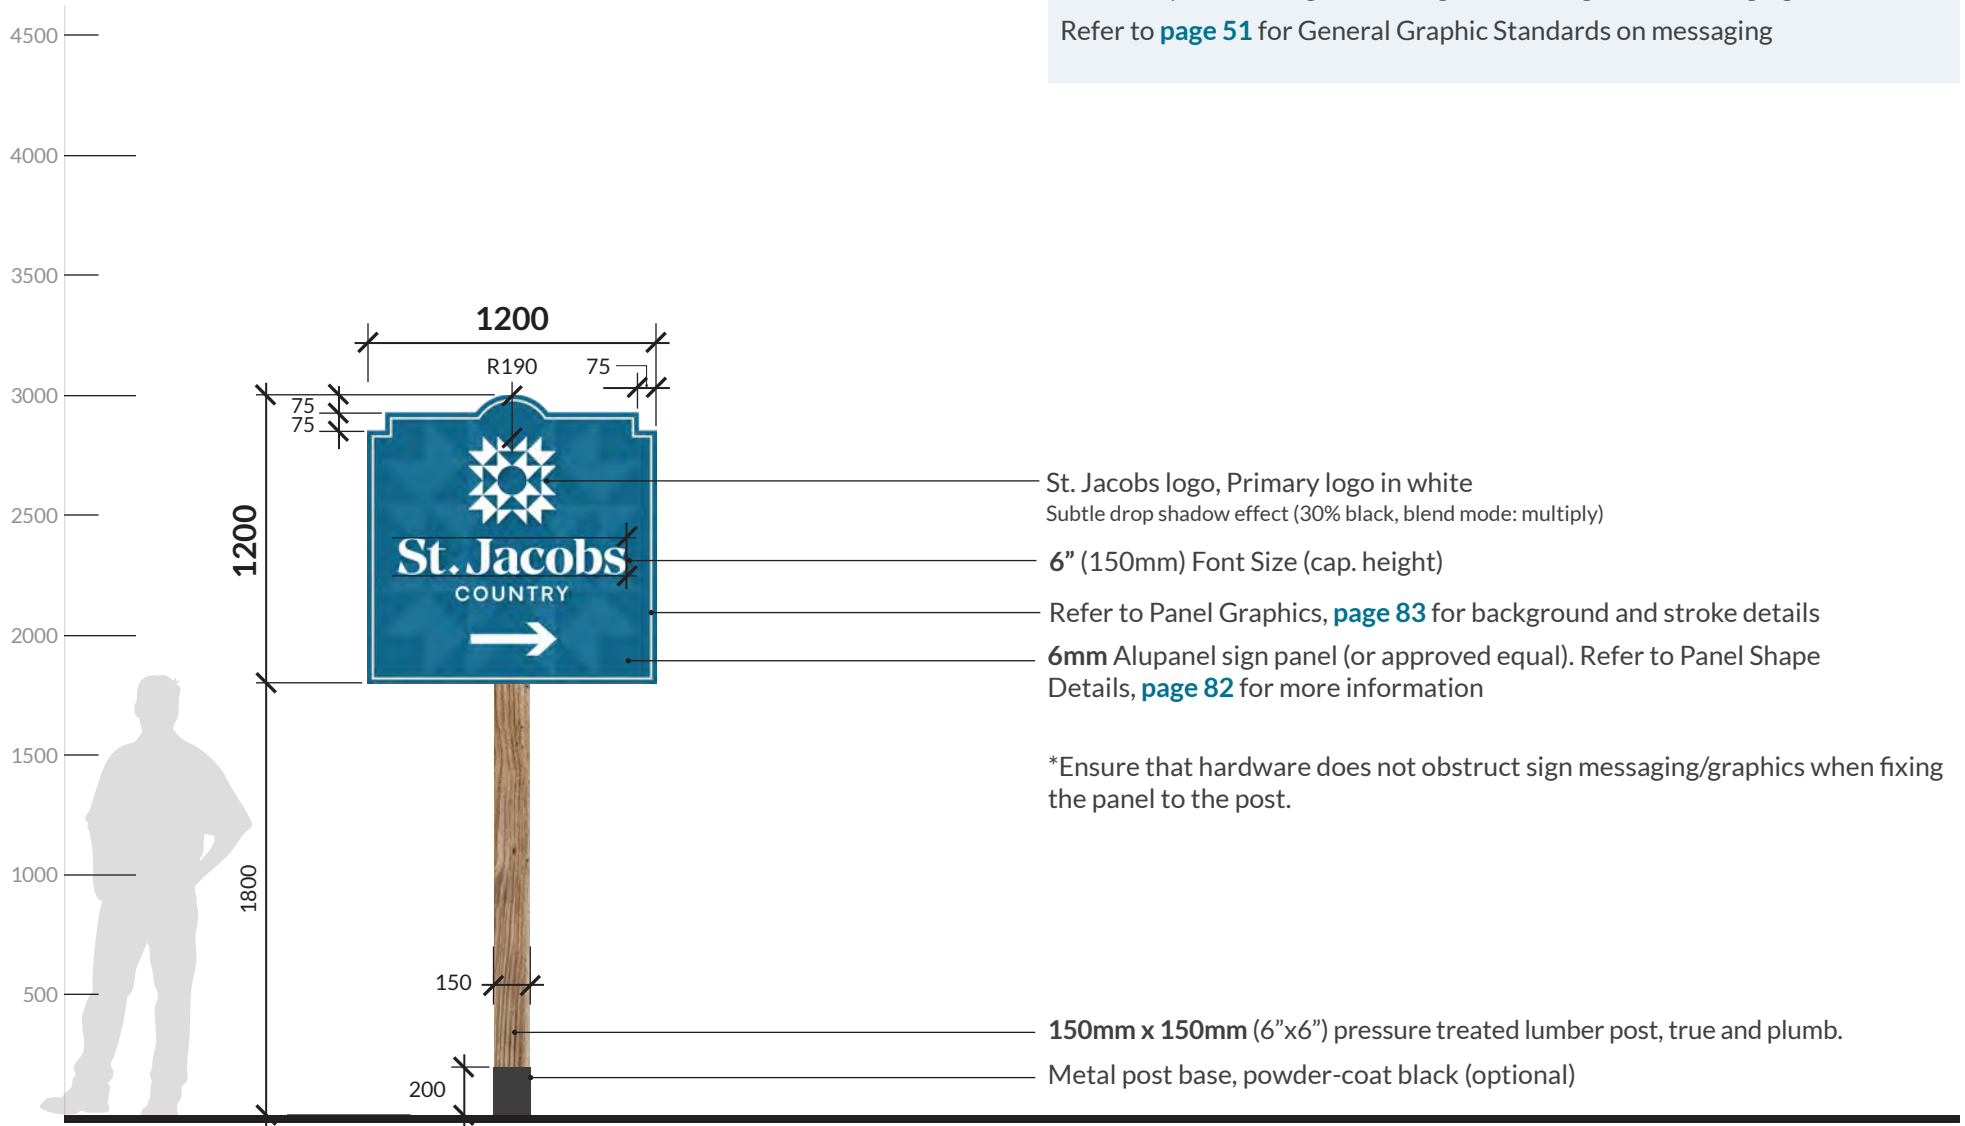 Refer to page 51 for General Graphic Standards on messaging
4500
4000
3500
3000
2500
2000
1500
1000
500
1200
R190
75
75
75
1200
1800
St. Jacobs
COUNTRY
150
200
St. Jacobs logo, Primary logo in white
Subtle drop shadow effect (30% black, blend mode: multiply)
6” (150mm) Font Size (cap. height)
Refer to Panel Graphics, page 83 for background and stroke details
6mm Alupanel sign panel (or approved equal). Refer to Panel Shape
Details, page 82 for more information
*Ensure that hardware does not obstruct sign messaging/graphics when fixing
the panel to the post.
150mm x 150mm (6”x6”) pressure treated lumber post, true and plumb.
Metal post base, powder-coat black (optional)